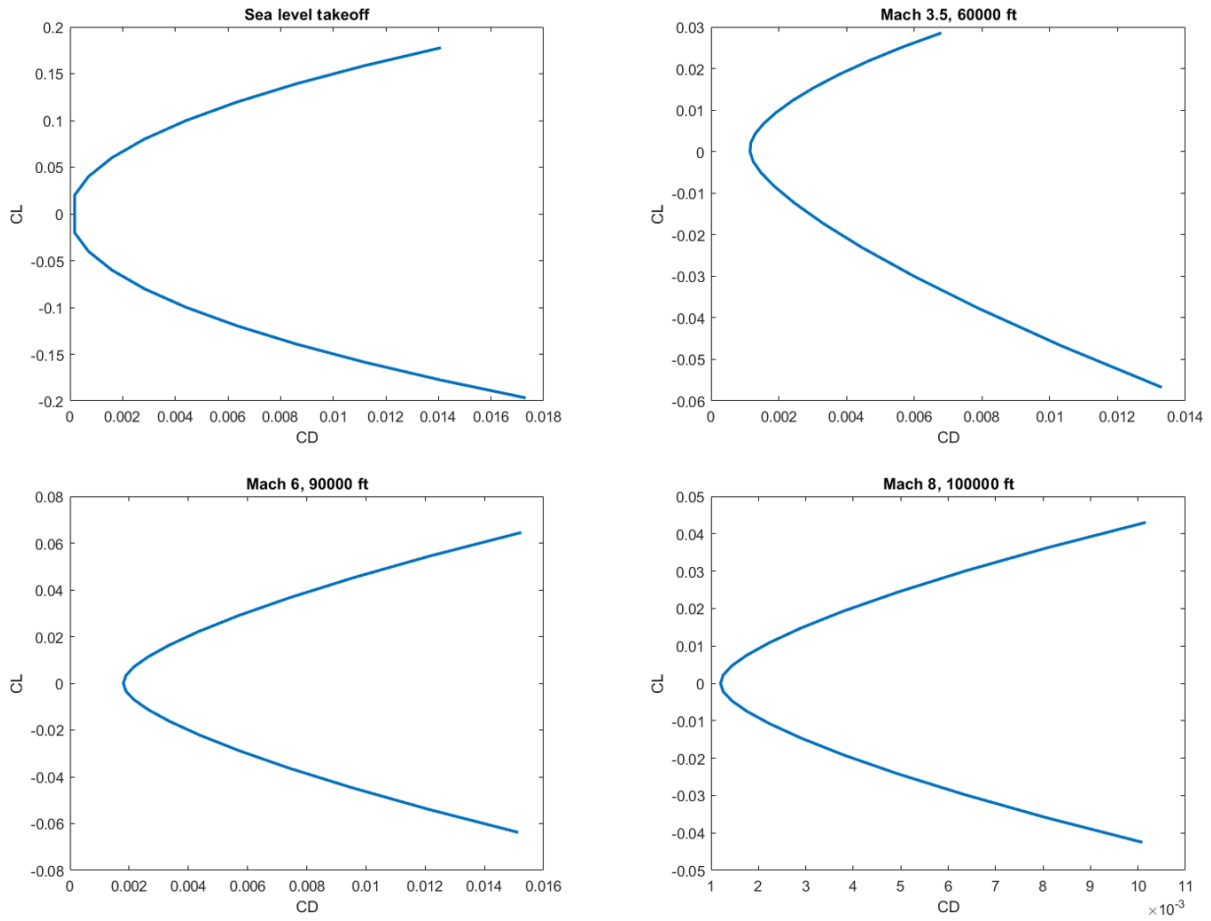 Sea level takeoff
0.2
0.15
0.1
0.05
0
-0.05
-0.1
-0.15
-0.2
CL
0 0.002 0.004 0.006 0.008 0.01 0.012 0.014 0.016 0.018
CD
Mach 3.5, 60000 ft
0.03
0.02
0.01
0
-0.01
-0.02
-0.03
-0.04
-0.05
-0.06
CL
0 0.002 0.004 0.006 0.008 0.01 0.012 0.014
CD
Mach 6, 90000 ft
0.08
0.06
0.04
0.02
0
-0.02
-0.04
-0.06
-0.08
CL
0 0.002 0.004 0.006 0.008 0.01 0.012 0.014 0.016
CD
Mach 8, 100000 ft
0.05
0.04
0.03
0.02
0.01
0
-0.01
-0.02
-0.03
-0.04
-0.05
CL
1 2 3 4 5 6 7 8 9 10 11
CD
×10⁻³